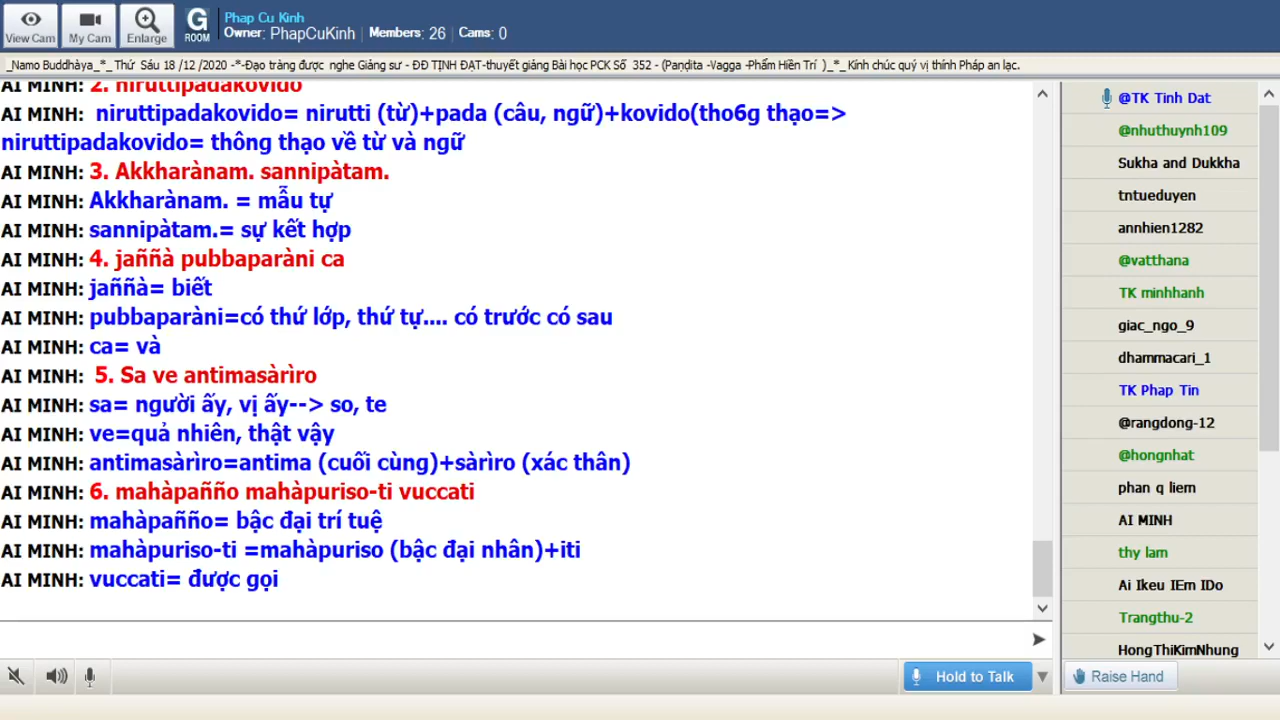 View Cam
My Cam
Enlarge
G
ROOM
Phap Cu Kinh
Owner: PhapCuKinh
Members: 26
Cams: 0
_Namo Buddhàya_*_ Thứ Sáu 18 /12 /2020 -*-Đạo tràng được nghe Giảng sư - ĐĐ TỊNH ĐẠT-thuyết giảng Bài học PCK Số 352 - (Paṇḍita -Vagga -Phẩm Hiền Trí )_*_ Kính chúc quý vị thính Pháp an lạc.
AI MINH: 2. niruttipadakovido
AI MINH: niruttipadakovido= nirutti (từ)+pada (câu, ngữ)+kovido(tho6g thạo=>
niruttipadakovido= thông thạo về từ và ngữ
AI MINH: 3. Akkharànam. sannipàtam.
AI MINH: Akkharànam. = mẫu tự
AI MINH: sannipàtam.= sự kết hợp
AI MINH: 4. jaññà pubbaparàni ca
AI MINH: jaññà= biết
AI MINH: pubbaparàni=có thứ lớp, thứ tự.... có trước có sau
AI MINH: ca= và
AI MINH: 5. Sa ve antimasàrìro
AI MINH: sa= người ấy, vị ấy--> so, te
AI MINH: ve=quả nhiên, thật vậy
AI MINH: antimasàrìro=antima (cuối cùng)+sàrìro (xác thân)
AI MINH: 6. mahàpañño mahàpuriso-ti vuccati
AI MINH: mahàpañño= bậc đại trí tuệ
AI MINH: mahàpuriso-ti =mahàpuriso (bậc đại nhân)+iti
AI MINH: vuccati= được gọi
@TK Tinh Dat
@nhuthuynh109
Sukha and Dukkha
tntueduyen
annhien1282
@vatthana
TK minhhanh
giac_ngo_9
dhammacari_1
TK Phap Tin
@rangdong-12
@hongnhat
phan q liem
AI MINH
thy lam
Ai Ikeu IEm IDo
Trangthu-2
HongThiKimNhung
Hold to Talk
Raise Hand